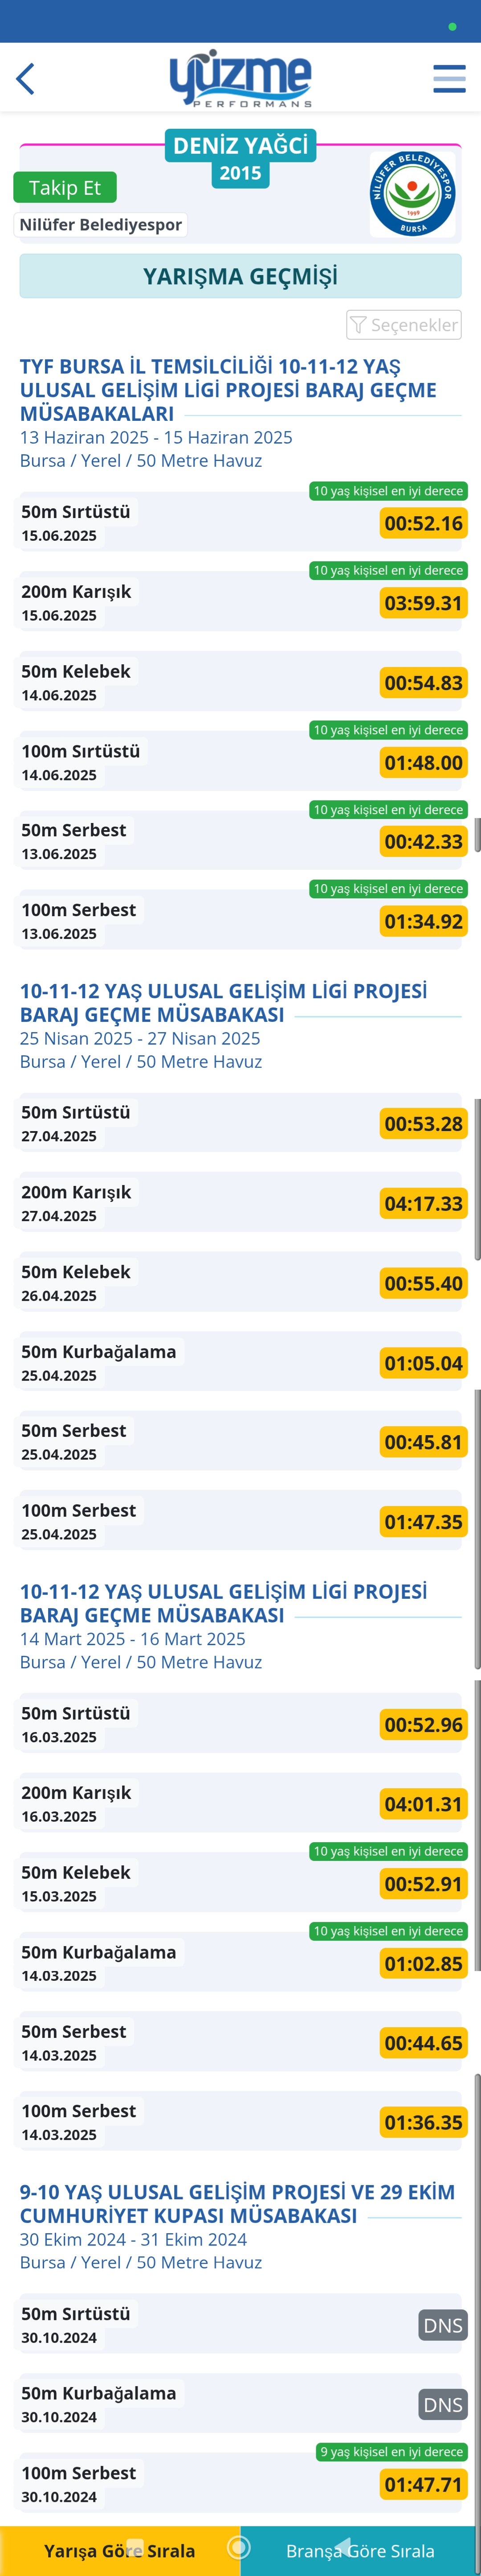 yüzme
PERFORMANS
DENİZ YAĞCİ
2015
Takip Et
Nilüfer Belediyespor
NİLÜFER BELEDİYESPOR
1999
BURSA
YARIŞMA GEÇMİŞİ
Seçenekler
TYF BURSA İL TEMSİLCİLİĞİ 10-11-12 YAŞ
ULUSAL GELİŞİM LİGİ PROJESİ BARAJ GEÇME
MÜSABAKALARI
13 Haziran 2025 - 15 Haziran 2025
Bursa / Yerel / 50 Metre Havuz
10 yaş kişisel en iyi derece
50m Sırtüstü
00:52.16
15.06.2025
10 yaş kişisel en iyi derece
200m Karışık
03:59.31
15.06.2025
50m Kelebek
00:54.83
14.06.2025
10 yaş kişisel en iyi derece
100m Sırtüstü
01:48.00
14.06.2025
10 yaş kişisel en iyi derece
50m Serbest
00:42.33
13.06.2025
10 yaş kişisel en iyi derece
100m Serbest
01:34.92
13.06.2025
10-11-12 YAŞ ULUSAL GELİŞİM LİGİ PROJESİ
BARAJ GEÇME MÜSABAKASI
25 Nisan 2025 - 27 Nisan 2025
Bursa / Yerel / 50 Metre Havuz
50m Sırtüstü
00:53.28
27.04.2025
200m Karışık
04:17.33
27.04.2025
50m Kelebek
00:55.40
26.04.2025
50m Kurbağalama
01:05.04
25.04.2025
50m Serbest
00:45.81
25.04.2025
100m Serbest
01:47.35
25.04.2025
10-11-12 YAŞ ULUSAL GELİŞİM LİGİ PROJESİ
BARAJ GEÇME MÜSABAKASI
14 Mart 2025 - 16 Mart 2025
Bursa / Yerel / 50 Metre Havuz
50m Sırtüstü
00:52.96
16.03.2025
200m Karışık
04:01.31
16.03.2025
10 yaş kişisel en iyi derece
50m Kelebek
00:52.91
15.03.2025
10 yaş kişisel en iyi derece
50m Kurbağalama
01:02.85
14.03.2025
50m Serbest
00:44.65
14.03.2025
100m Serbest
01:36.35
14.03.2025
9-10 YAŞ ULUSAL GELİŞİM PROJESİ VE 29 EKİM
CUMHURİYET KUPASI MÜSABAKASI
30 Ekim 2024 - 31 Ekim 2024
Bursa / Yerel / 50 Metre Havuz
50m Sırtüstü
DNS
30.10.2024
50m Kurbağalama
DNS
30.10.2024
9 yaş kişisel en iyi derece
100m Serbest
01:47.71
30.10.2024
Yarışa Göre Sırala
Branşa Göre Sırala